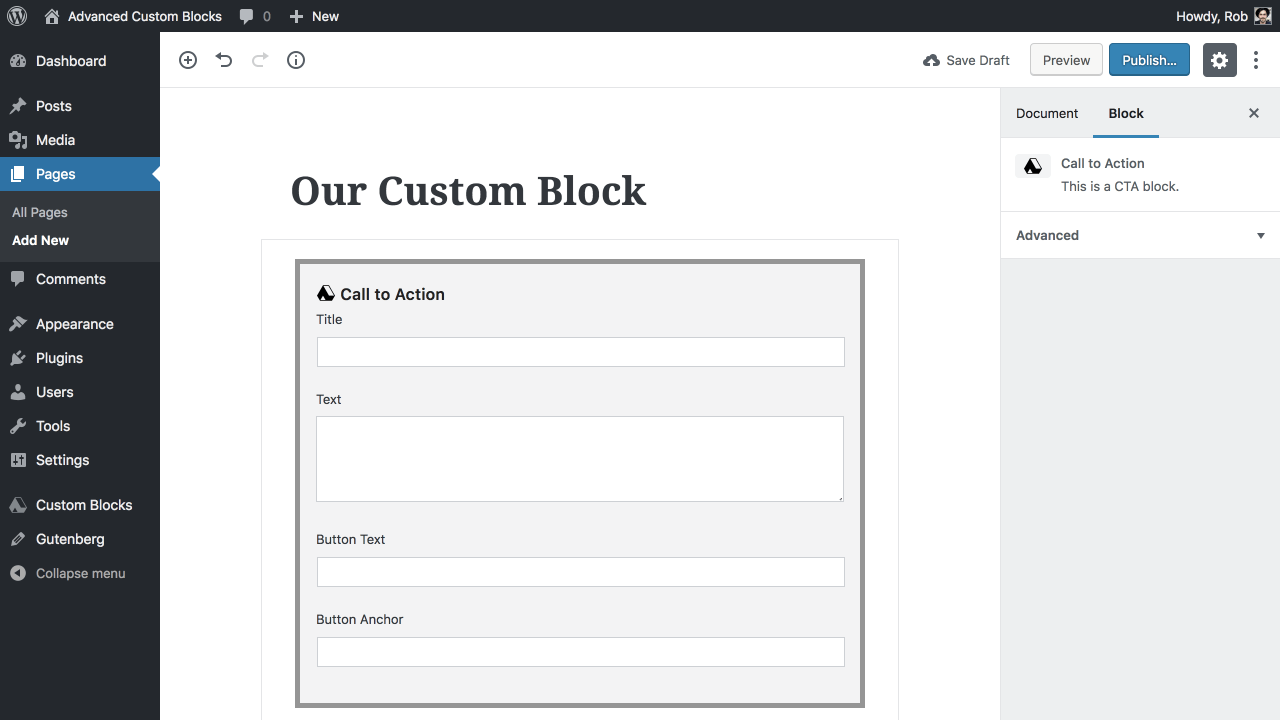 Advanced Custom Blocks 0 New Howdy, Rob
Dashboard
Posts
Media
Pages
All Pages
Add New
Comments
Appearance
Plugins
Users
Tools
Settings
Custom Blocks
Gutenberg
Collapse menu
Save Draft Preview Publish...
Our Custom Block
Call to Action
Title
Text
Button Text
Button Anchor
Document Block
Call to Action
This is a CTA block.
Advanced